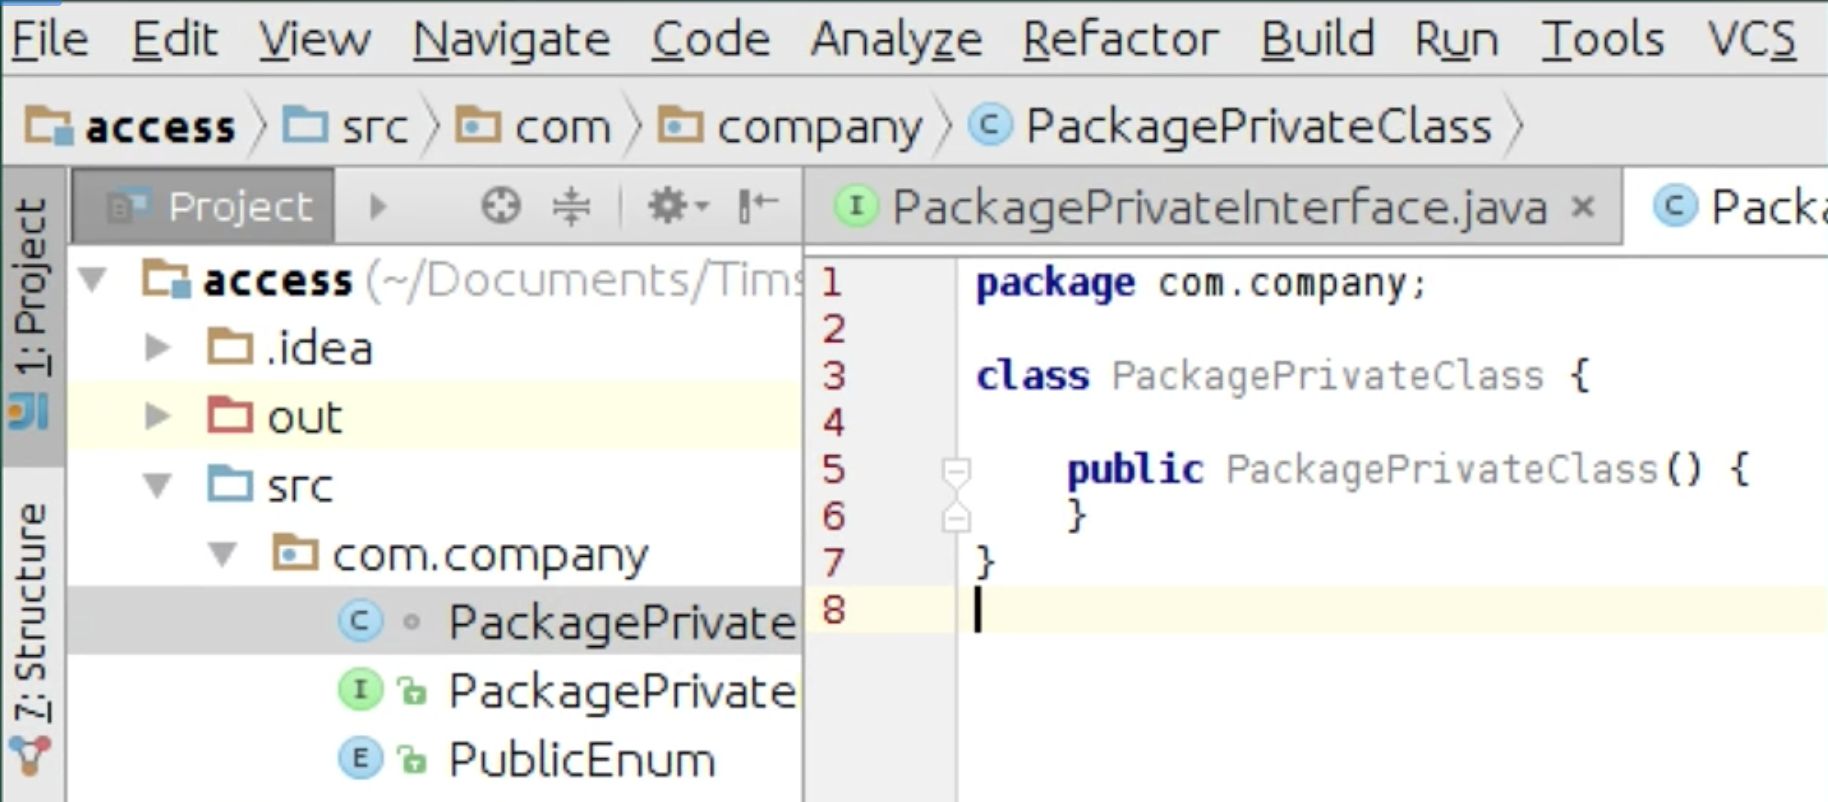 File Edit View Navigate Code Analyze Refactor Build Run Tools VCS
access src com company PackagePrivateClass
1: Project
7: Structure
Project
access (~/Documents/Tims
.idea
out
src
com.company
PackagePrivate
PackagePrivate
PublicEnum
PackagePrivateInterface.java
Packa
1 package com.company;
2
3 class PackagePrivateClass {
4
5 public PackagePrivateClass() {
6 }
7 }
8